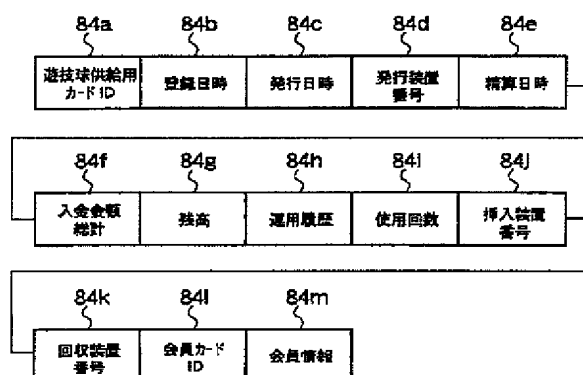 84a 84b 84c 84d 84e
遊技球供給用
カード ID
登録日時
発行日時
発行装置
番号
精算日時
84f 84g 84h 84i 84j
入金金額
総計
残高
運用履歴
使用回数
挿入装置
番号
84k 84l 84m
回収装置
番号
会員カード
ID
会員情報